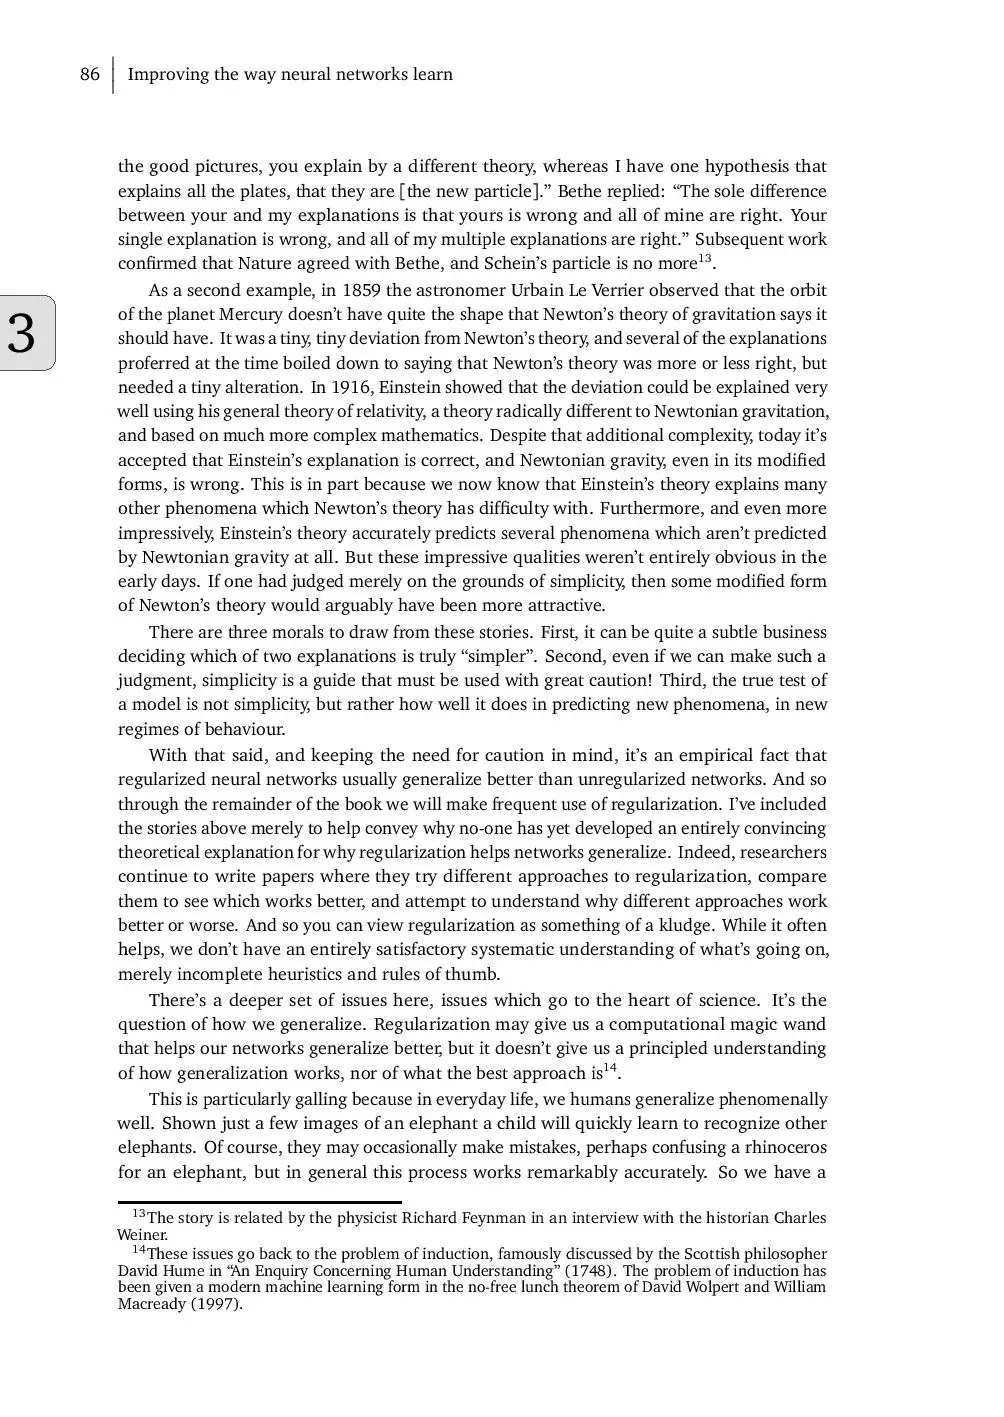 86 Improving the way neural networks learn
the good pictures, you explain by a different theory, whereas I have one hypothesis that
explains all the plates, that they are [the new particle].” Bethe replied: “The sole difference
between your and my explanations is that yours is wrong and all of mine are right. Your
single explanation is wrong, and all of my multiple explanations are right.” Subsequent work
confirmed that Nature agreed with Bethe, and Schein’s particle is no more13.
As a second example, in 1859 the astronomer Urbain Le Verrier observed that the orbit
of the planet Mercury doesn’t have quite the shape that Newton’s theory of gravitation says it
3
should have. It was a tiny, tiny deviation from Newton’s theory, and several of the explanations
proferred at the time boiled down to saying that Newton’s theory was more or less right, but
needed a tiny alteration. In 1916, Einstein showed that the deviation could be explained very
well using his general theory of relativity, a theory radically different to Newtonian gravitation,
and based on much more complex mathematics. Despite that additional complexity, today it’s
accepted that Einstein’s explanation is correct, and Newtonian gravity, even in its modified
forms, is wrong. This is in part because we now know that Einstein’s theory explains many
other phenomena which Newton’s theory has difficulty with. Furthermore, and even more
impressively, Einstein’s theory accurately predicts several phenomena which aren’t predicted
by Newtonian gravity at all. But these impressive qualities weren’t entirely obvious in the
early days. If one had judged merely on the grounds of simplicity, then some modified form
of Newton’s theory would arguably have been more attractive.
There are three morals to draw from these stories. First, it can be quite a subtle business
deciding which of two explanations is truly “simpler”. Second, even if we can make such a
judgment, simplicity is a guide that must be used with great caution! Third, the true test of
a model is not simplicity, but rather how well it does in predicting new phenomena, in new
regimes of behaviour.
With that said, and keeping the need for caution in mind, it’s an empirical fact that
regularized neural networks usually generalize better than unregularized networks. And so
through the remainder of the book we will make frequent use of regularization. I’ve included
the stories above merely to help convey why no-one has yet developed an entirely convincing
theoretical explanation for why regularization helps networks generalize. Indeed, researchers
continue to write papers where they try different approaches to regularization, compare
them to see which works better, and attempt to understand why different approaches work
better or worse. And so you can view regularization as something of a kludge. While it often
helps, we don’t have an entirely satisfactory systematic understanding of what’s going on,
merely incomplete heuristics and rules of thumb.
There’s a deeper set of issues here, issues which go to the heart of science. It’s the
question of how we generalize. Regularization may give us a computational magic wand
that helps our networks generalize better, but it doesn’t give us a principled understanding
of how generalization works, nor of what the best approach is14.
This is particularly galling because in everyday life, we humans generalize phenomenally
well. Shown just a few images of an elephant a child will quickly learn to recognize other
elephants. Of course, they may occasionally make mistakes, perhaps confusing a rhinoceros
for an elephant, but in general this process works remarkably accurately. So we have a
13The story is related by the physicist Richard Feynman in an interview with the historian Charles
Weiner.
14These issues go back to the problem of induction, famously discussed by the Scottish philosopher
David Hume in “An Enquiry Concerning Human Understanding” (1748). The problem of induction has
been given a modern machine learning form in the no-free lunch theorem of David Wolpert and William
Macready (1997).